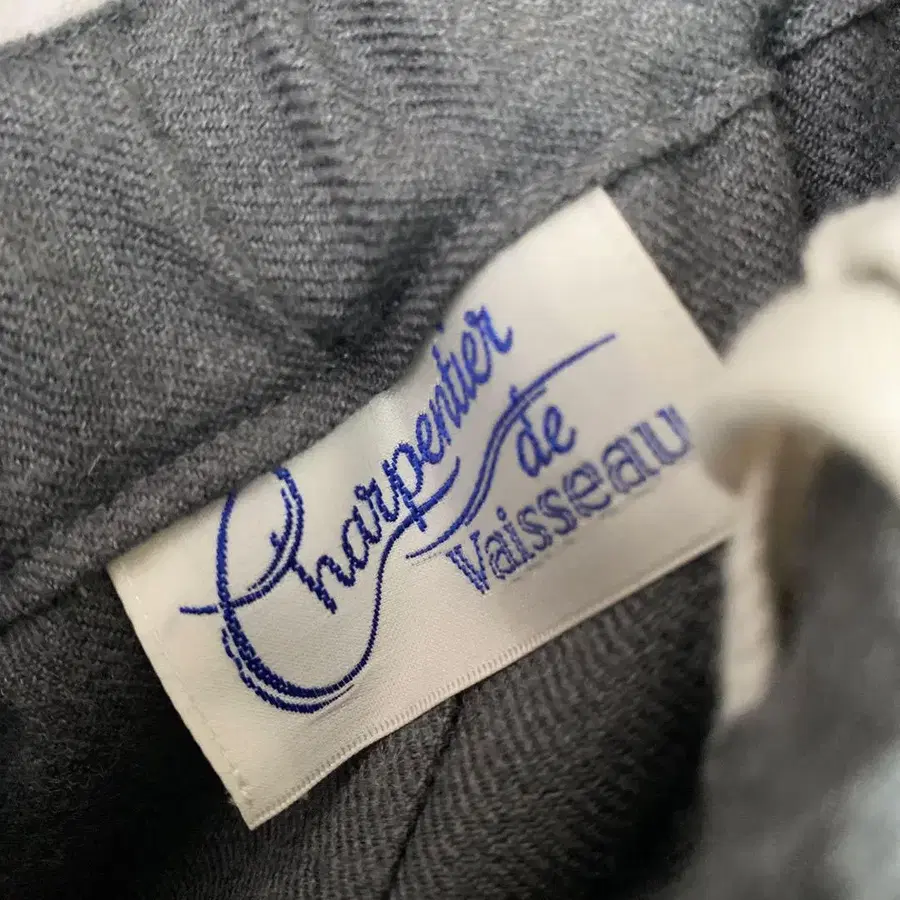 Charpentier
de
Vaisseau